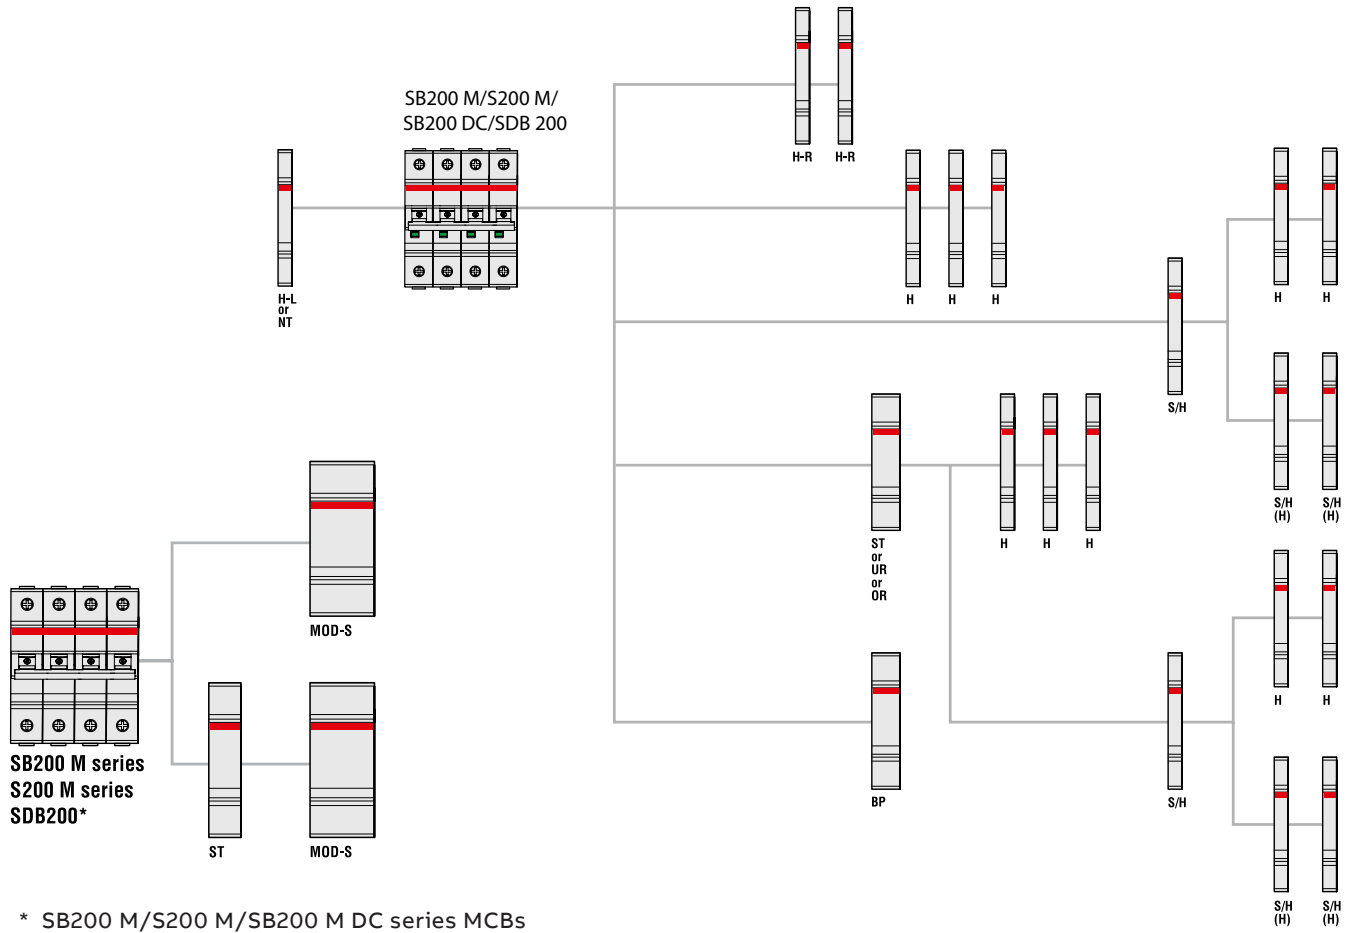 SB200 M/S200 M/
SB200 DC/SDB 200
H-R
H-R
H-L
or
NT
H
H
H
H
H
S/H
S/H
(H)
S/H
(H)
ST
or
UR
or
OR
H
H
H
MOD-S
H
H
SB200 M series
S200 M series
SDB200*
ST
MOD-S
BP
S/H
S/H
(H)
S/H
(H)
* SB200 M/S200 M/SB200 M DC series MCBs